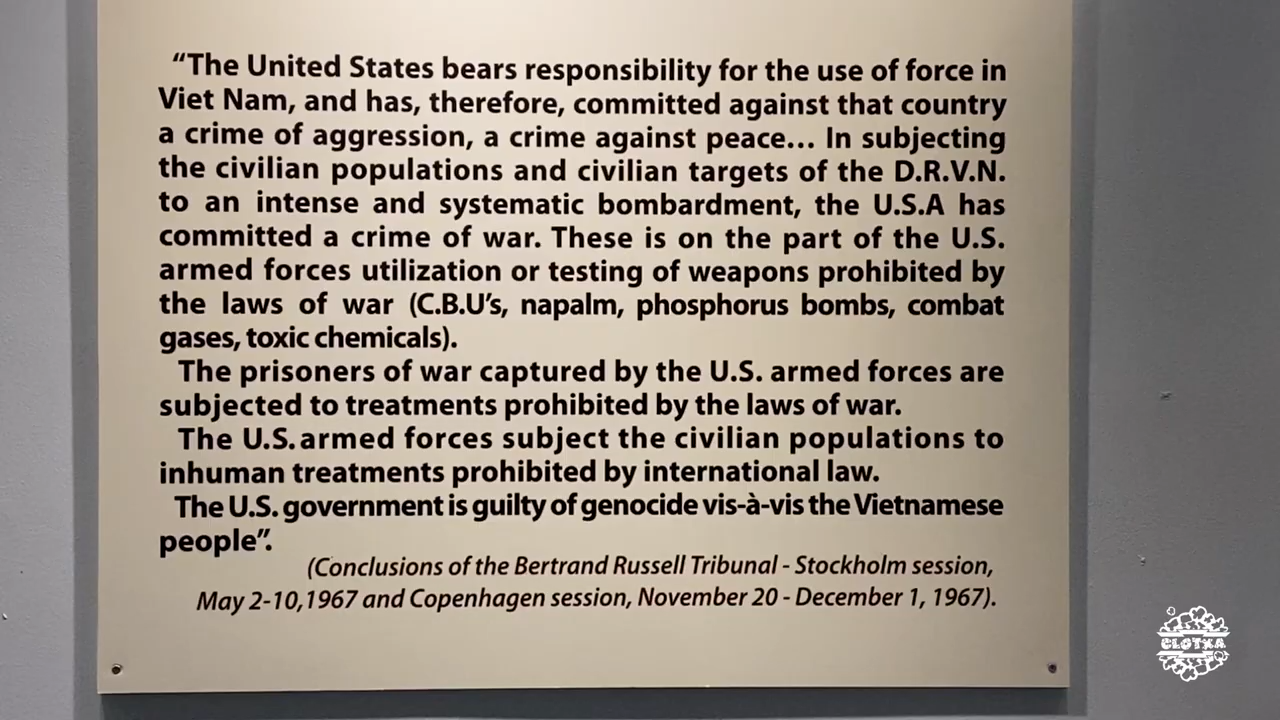 “The United States bears responsibility for the use of force in
Viet Nam, and has, therefore, committed against that country
a crime of aggression, a crime against peace... In subjecting
the civilian populations and civilian targets of the D.R.V.N.
to an intense and systematic bombardment, the U.S.A has
committed a crime of war. These is on the part of the U.S.
armed forces utilization or testing of weapons prohibited by
the laws of war (C.B.U’s, napalm, phosphorus bombs, combat
gases, toxic chemicals).
The prisoners of war captured by the U.S. armed forces are
subjected to treatments prohibited by the laws of war.
The U.S. armed forces subject the civilian populations to
inhuman treatments prohibited by international law.
The U.S. government is guilty of genocide vis-à-vis the Vietnamese
people”.
(Conclusions of the Bertrand Russell Tribunal - Stockholm session,
May 2-10,1967 and Copenhagen session, November 20 - December 1, 1967).
CLOTKA